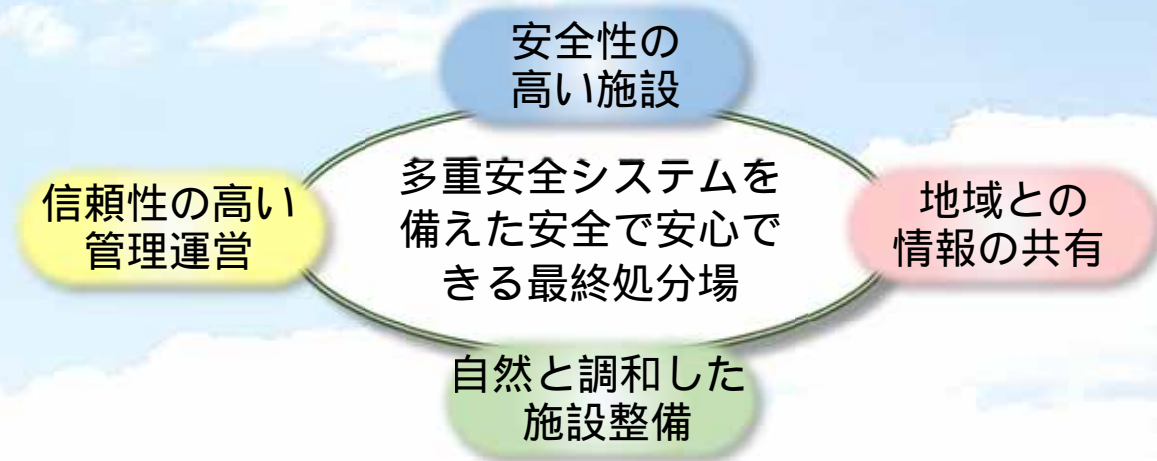 安全性の
高い施設
多重安全システムを
備えた安全で安心で
きる最終処分場
信頼性の高い
管理運営
地域との
情報の共有
自然と調和した
施設整備